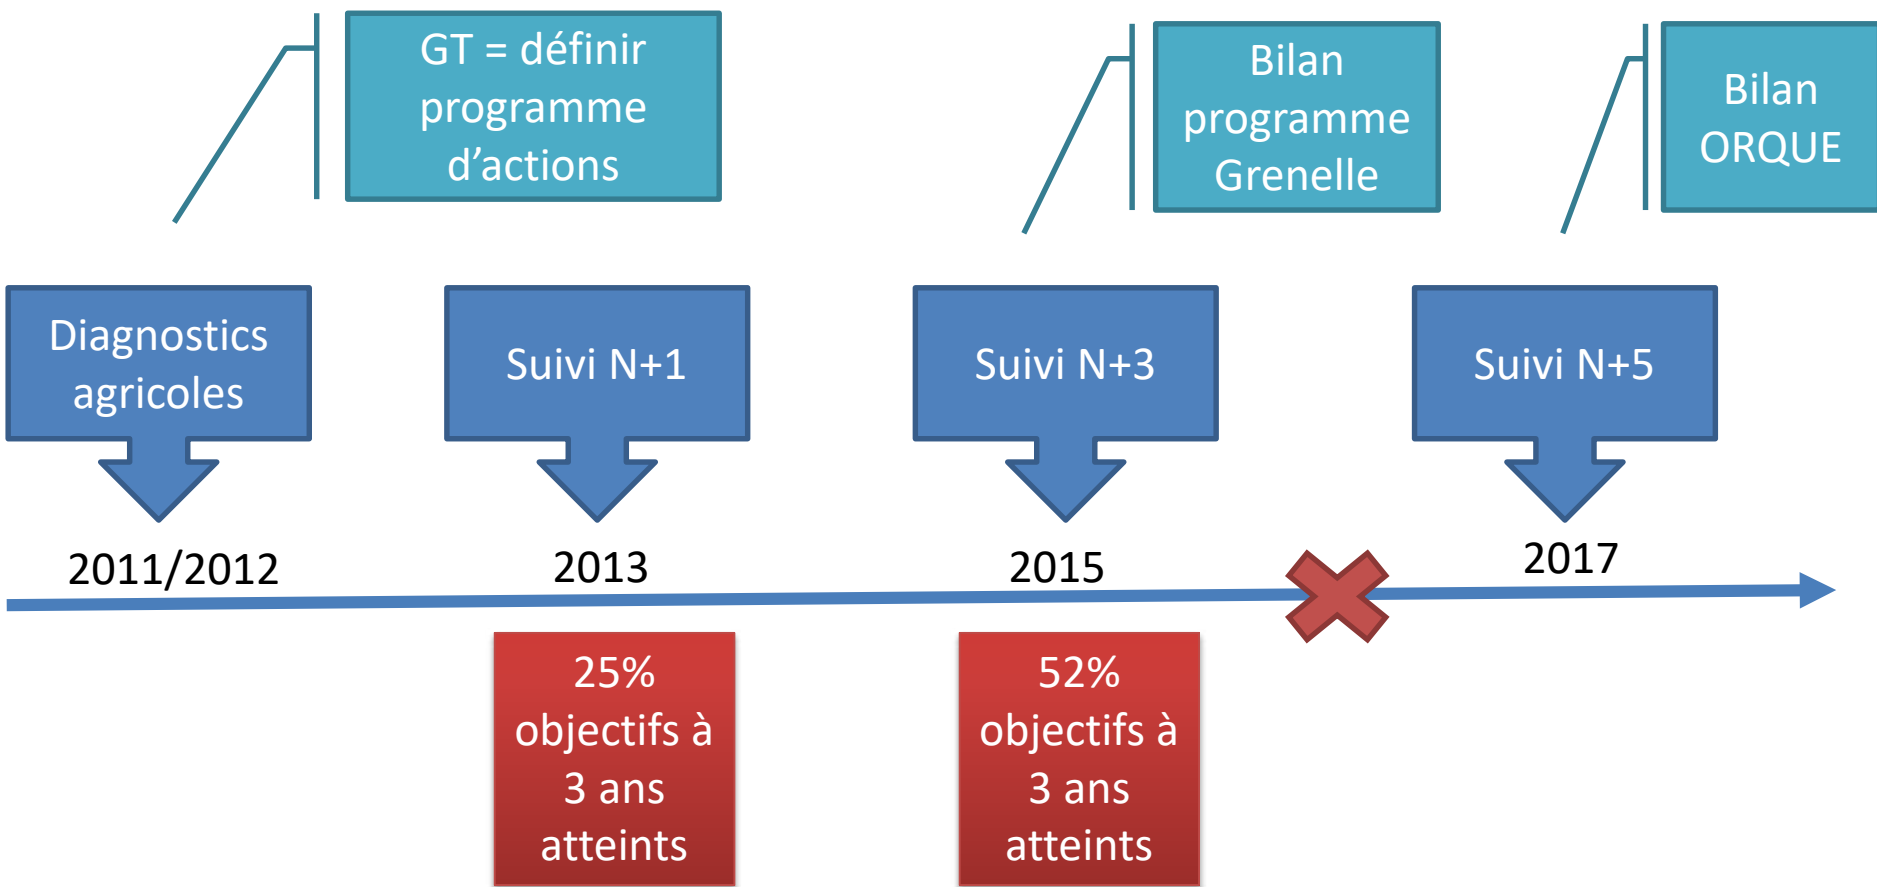 GT = définir
programme
d’actions
Bilan
programme
Grenelle
Bilan
ORQUE
Diagnostics
agricoles
Suivi N+1
Suivi N+3
Suivi N+5
2011/2012
2013
2015
2017
25%
objectifs à
3 ans
atteints
52%
objectifs à
3 ans
atteints